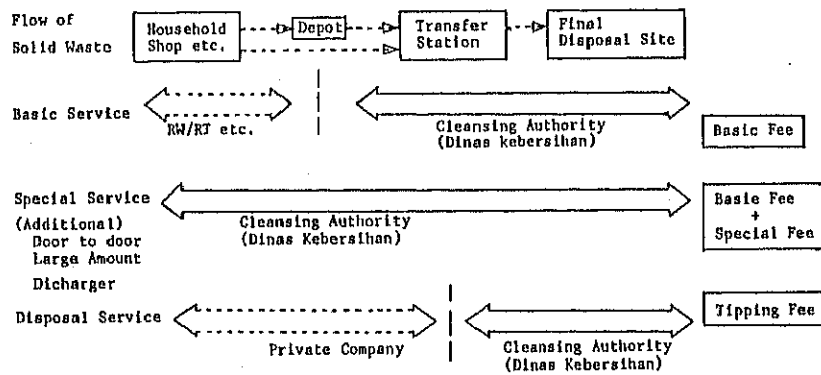 Flow of
Solid Waste
Household
Shop etc.
Depot
Transfer
Station
Final
Disposal Site
Basic Service
RW/RT etc.
Cleansing Authority
(Dinas kebersihan)
Basic Fee
Special Service
(Additional)
Door to door
Large Amount
Dicharger
Cleansing Authority
(Dinas Kebersihan)
Basie Fee
+
Special Fee
Disposal Service
Private Company
Cleansing Authority
(Dinas Kebersihan)
Tipping Fee